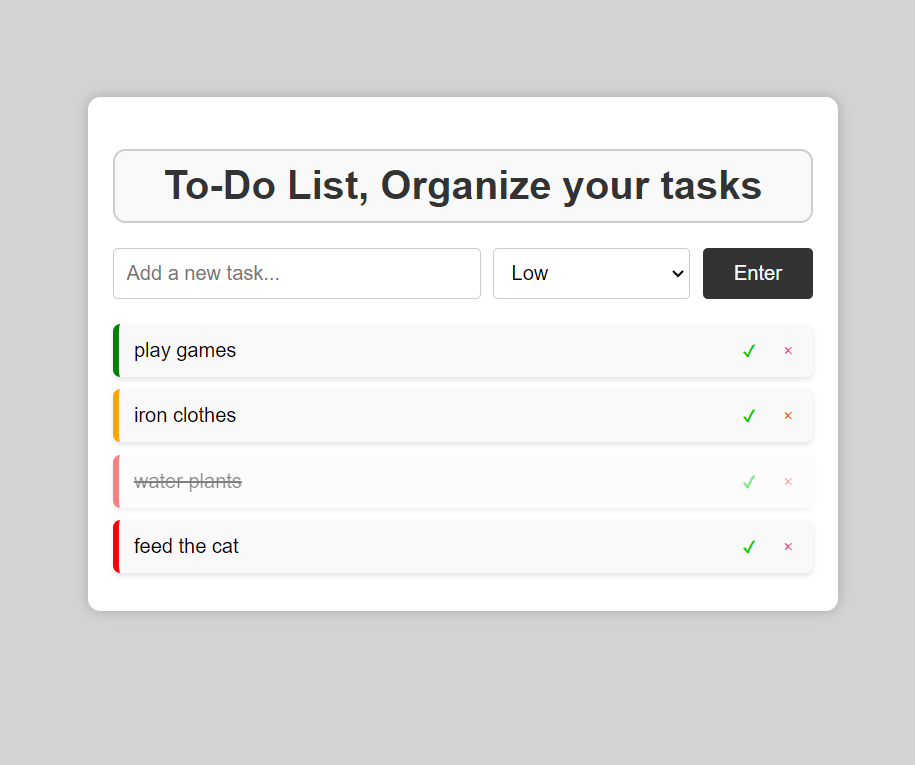 To-Do List, Organize your tasks
Add a new task... Low Enter
play games ✓ ×
iron clothes ✓ ×
water plants ✓ ×
feed the cat ✓ ×